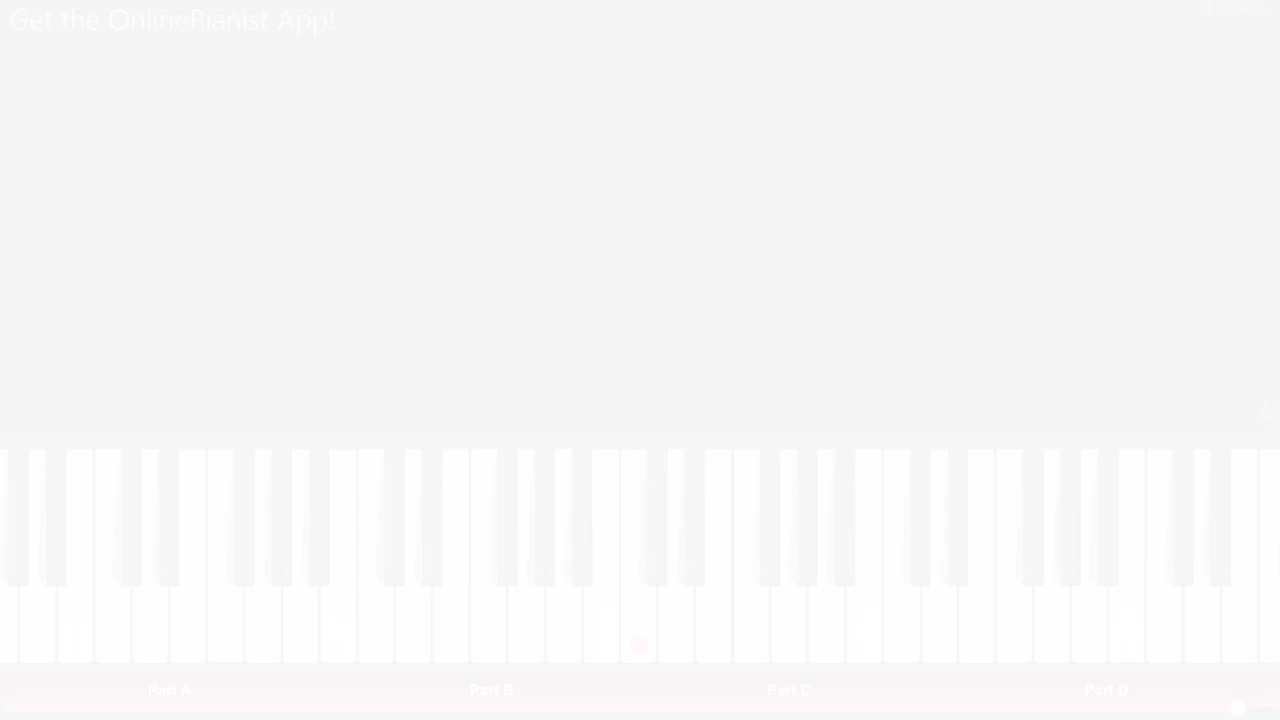 Get the OnlinePianist App!
Part A
Part B
Part C
Part D